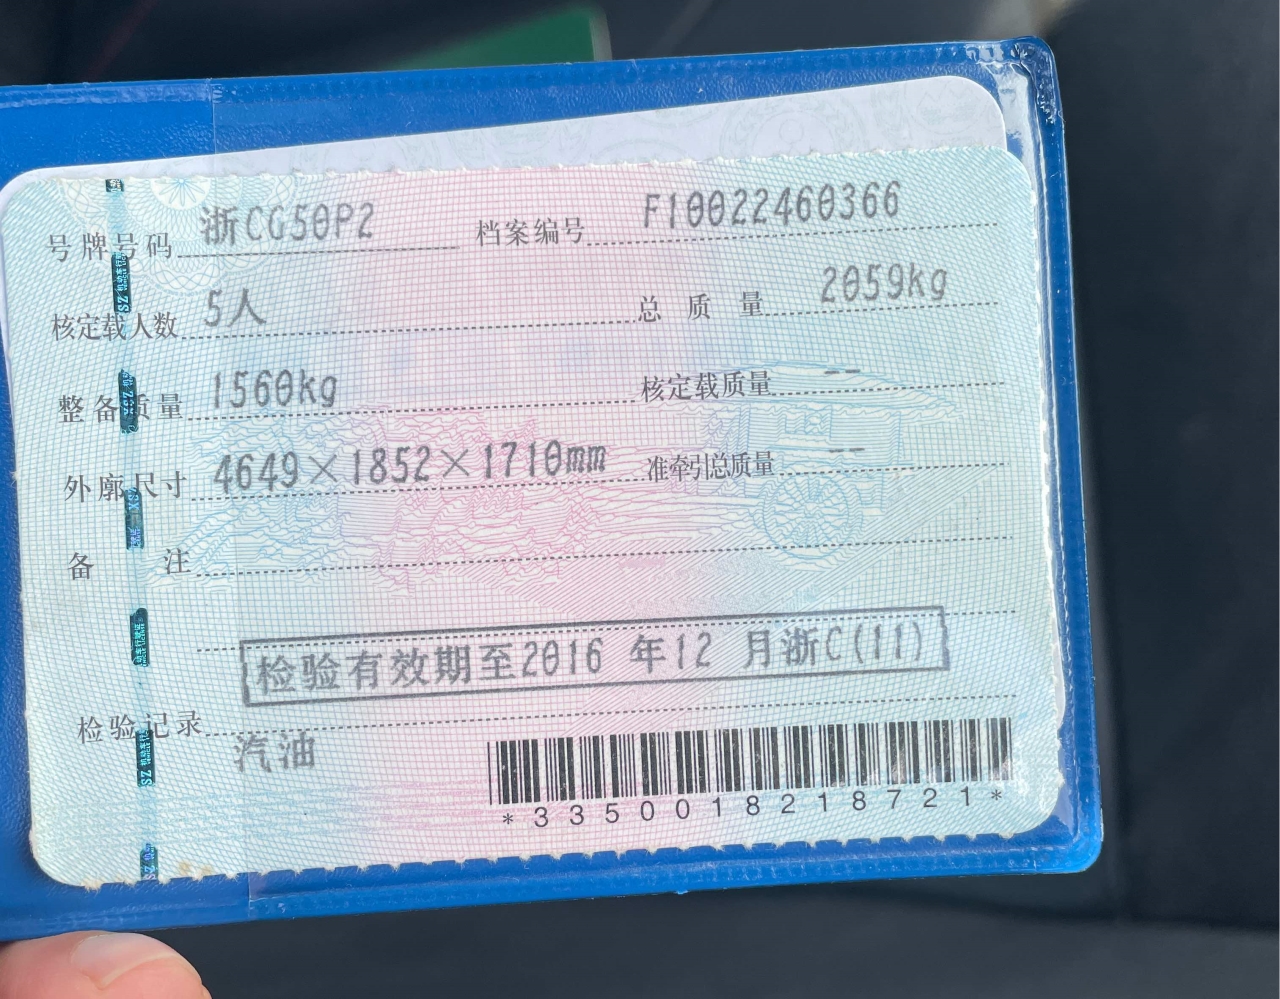 号牌号码 浙CG50P2 档案编号 F10022460366
核定载人数 5人 总质量 2059kg
整备质量 1560kg 核定载质量 --
外廓尺寸 4649×1852×1710mm 准牵引总质量 --
备注
检验有效期至2016 年12 月浙C(11)
检验记录
汽油
*3350018218721*